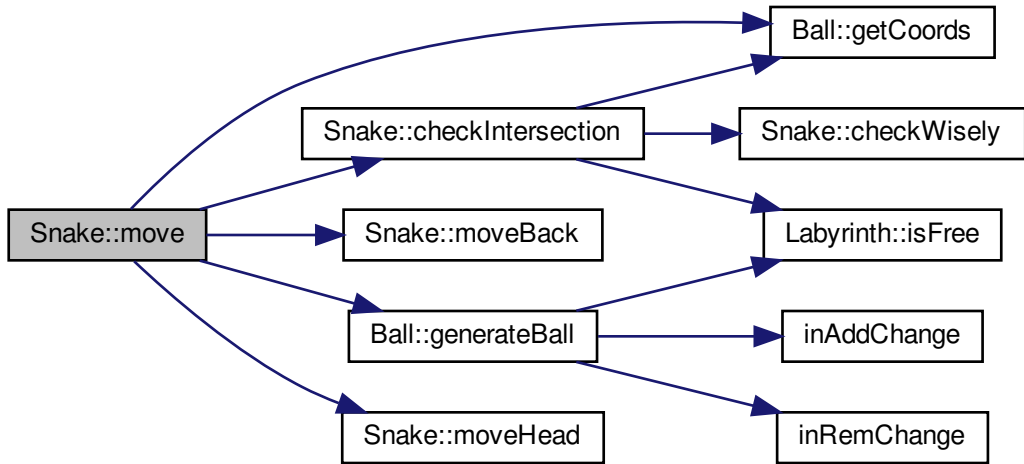 Ball::getCoords
Snake::checkIntersection
Snake::checkWisely
Snake::move
Snake::moveBack
Labyrinth::isFree
Ball::generateBall
inAddChange
Snake::moveHead
inRemChange